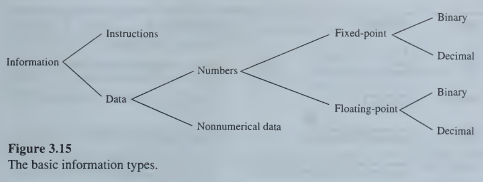 Binary
Instructions
Fixed-point
Decimal
Information
Numbers
Binary
Data
Floating-point
Nonnumerical data
Decimal
Figure 3.15
The basic information types.